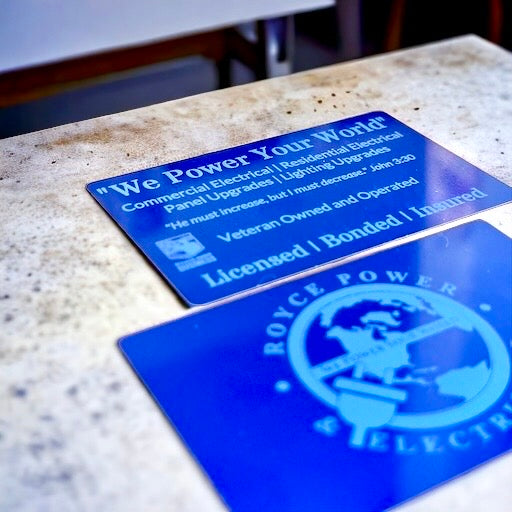 "We Power Your World"
Commercial Electrical | Residential Electrical
Panel Upgrades | Lighting Upgrades
"He must increase, but I must decrease." John 3:30
Veteran Owned and Operated
Licensed | Bonded | Insured
ROYCE POWER
& ELECTRI